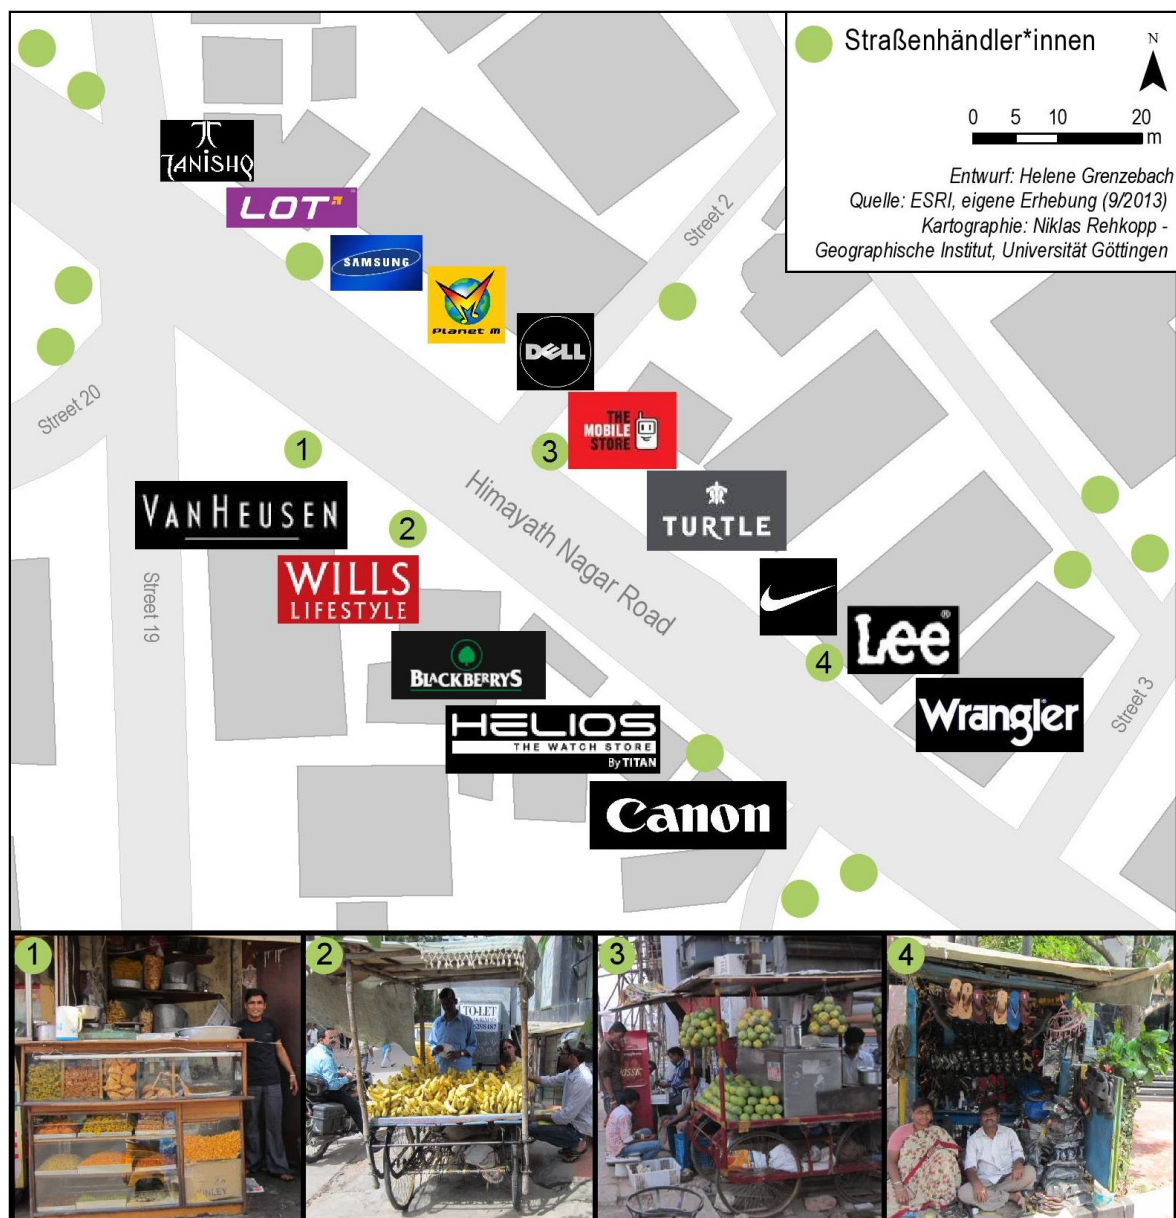 Straßenhändler*innen
N
0 5 10 20
m
Entwurf: Helene Grenzebach
Quelle: ESRI, eigene Erhebung (9/2013)
Kartographie: Niklas Rehkopp -
Geographische Institut, Universität Göttingen
TANISHQ
LOT
SAMSUNG
Planet M
DELL
Street 2
THE
MOBILE
STORE
Street 20
1
3
VANHEUSEN
TURTLE
2
Himayath Nagar Road
WILLS
LIFESTYLE
Street 19
4
Lee®
BLACKBERRYS
Wrangler
Street 3
HELIOS
THE WATCH STORE
By TITAN
Canon
1
2
3
4
TO-LET